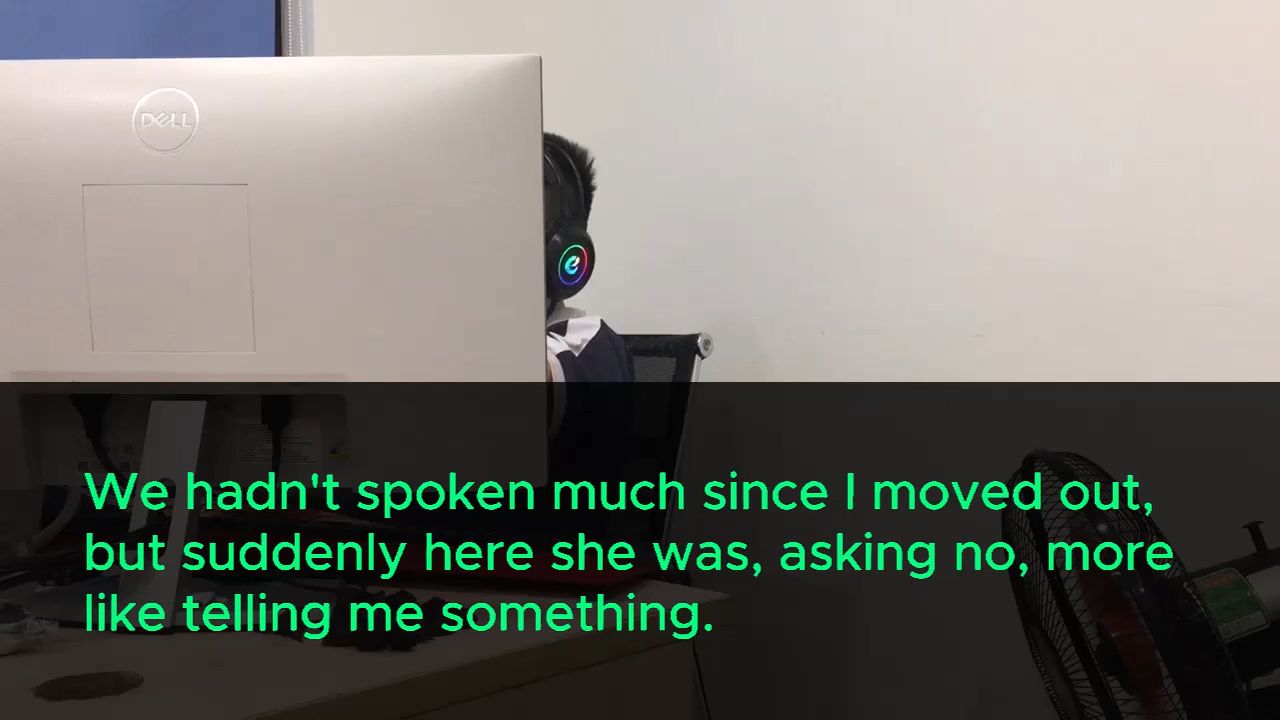 DELL
We hadn't spoken much since I moved out,
but suddenly here she was, asking no, more
like telling me something.